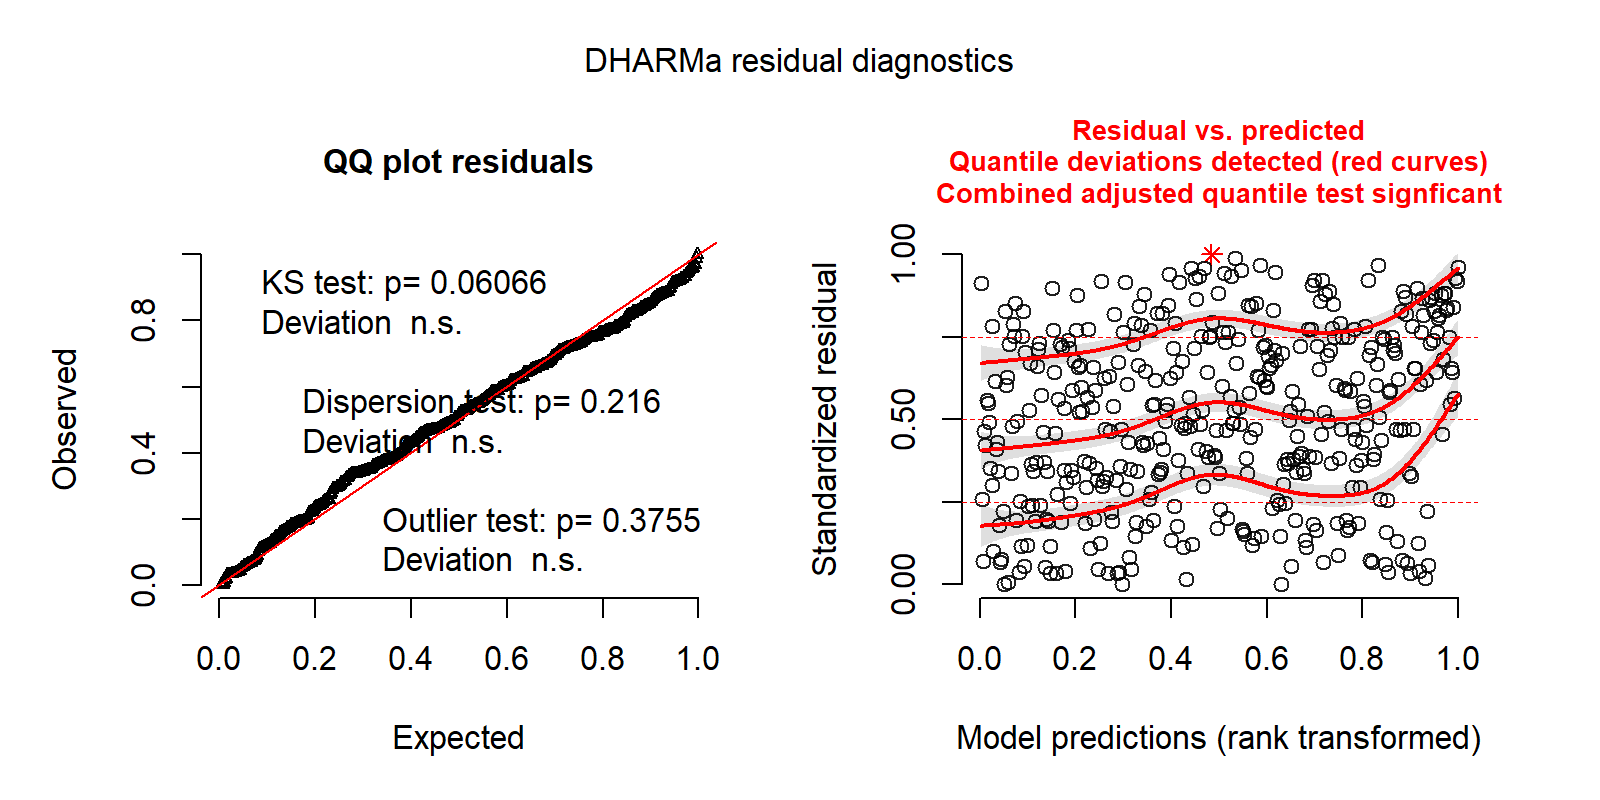 DHARMa residual diagnostics
QQ plot residuals
KS test: p= 0.06066
Deviation n.s.
Dispersion test: p= 0.216
Deviation n.s.
Outlier test: p= 0.3755
Deviation n.s.
Observed
0.0
0.4
0.8
0.0 0.2 0.4 0.6 0.8 1.0
Expected
Residual vs. predicted
Quantile deviations detected (red curves)
Combined adjusted quantile test signficant
Standardized residual
0.00
0.50
1.00
0.0 0.2 0.4 0.6 0.8 1.0
Model predictions (rank transformed)